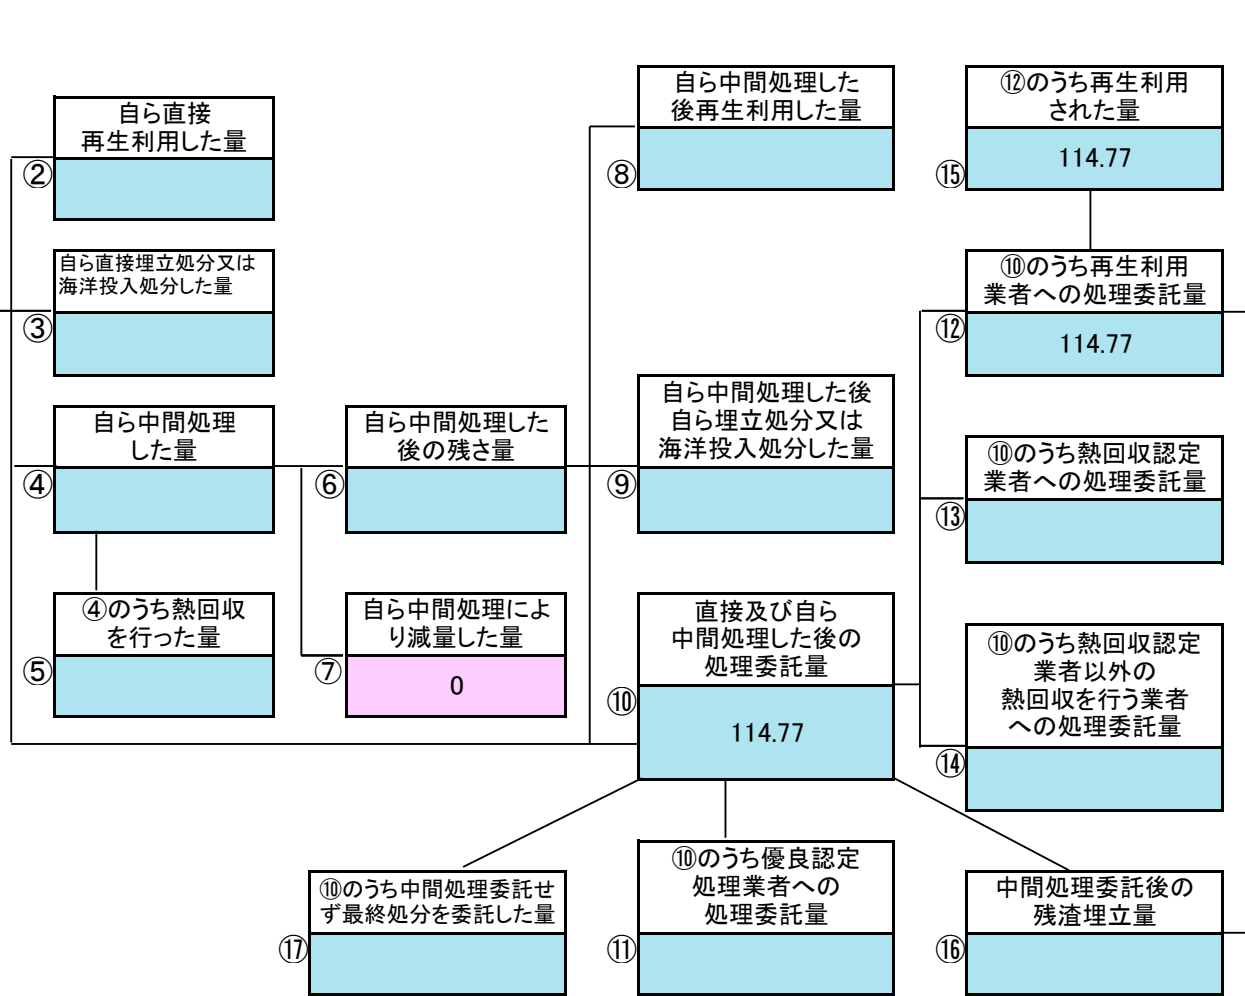 自ら直接
再生利用した量
②
自ら直接埋立処分又は
海洋投入処分した量
③
自ら中間処理
した量
④
④のうち熱回収
を行った量
⑤
自ら中間処理した
後の残さ量
⑥
自ら中間処理によ
り減量した量
⑦
0
自ら中間処理した
後再生利用した量
⑧
自ら中間処理した後
自ら埋立処分又は
海洋投入処分した量
⑨
直接及び自ら
中間処理した後の
処理委託量
⑩
114.77
⑫のうち再生利用
された量
⑮
114.77
⑩のうち再生利用
業者への処理委託量
⑫
114.77
⑩のうち熱回収認定
業者への処理委託量
⑬
⑩のうち熱回収認定
業者以外の
熱回収を行う業者
への処理委託量
⑭
⑩のうち中間処理委託せ
ず最終処分を委託した量
⑰
⑩のうち優良認定
処理業者への
処理委託量
⑪
中間処理委託後の
残渣埋立量
⑯